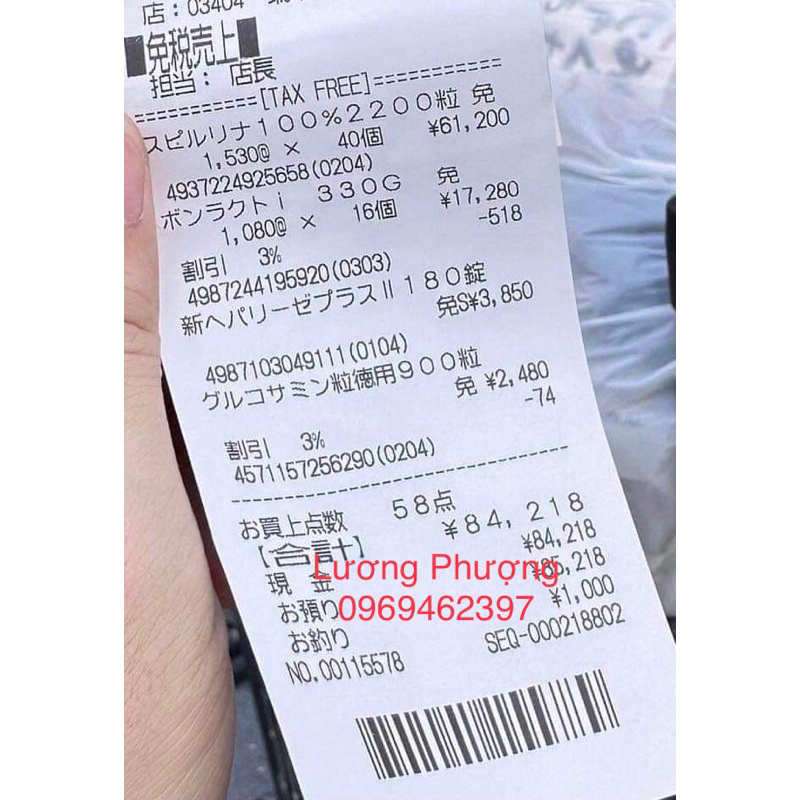 店:03404
■免税売上■
担当: 店長
===========[TAX FREE]===========
スピルリナ100%2200粒 免
1,530@ × 40個 ¥61,200
4937224925658(0204)
ボンラクトi 330G 免
1,080@ × 16個 ¥17,280
割引 3% -518
4987244195920(0303)
新ヘパリーゼプラスⅡ180錠
免S¥3,850
4987103049111(0104)
グルコサミン粒徳用900粒
免 ¥2,480
割引 3% -74
4571157256290(0204)
お買上点数 58点
【合計】 ¥84,218
現 金 ¥84,218
お預り ¥85,218
お釣り ¥1,000
NO.00115578 SEQ-000218802
Lương Phượng
0969462397